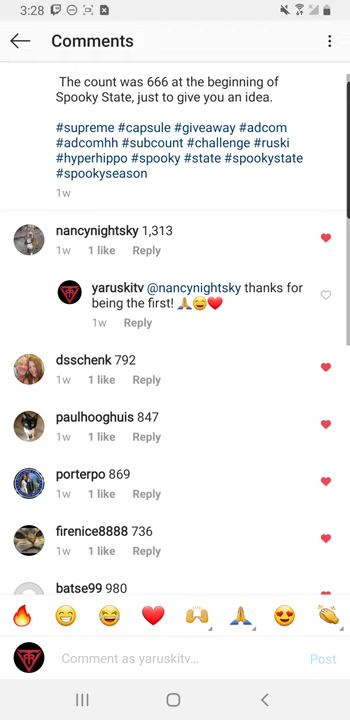 3:28
Comments
The count was 666 at the beginning of
Spooky State, just to give you an idea.
#supreme #capsule #giveaway #adcom
#adcomhh #subcount #challenge #ruski
#hyperhippo #spooky #state #spookystate
#spookyseason
1w
nancynightsky 1,313
1w 1 like Reply
yaruskitv @nancynightsky thanks for
being the first! 🙏😂❤️
1w Reply
dsschenk 792
1w 1 like Reply
paulhooghuis 847
1w 1 like Reply
porterpo 869
1w 1 like Reply
firenice8888 736
1w 1 like Reply
batse99 980
Comment as yaruskitv... Post